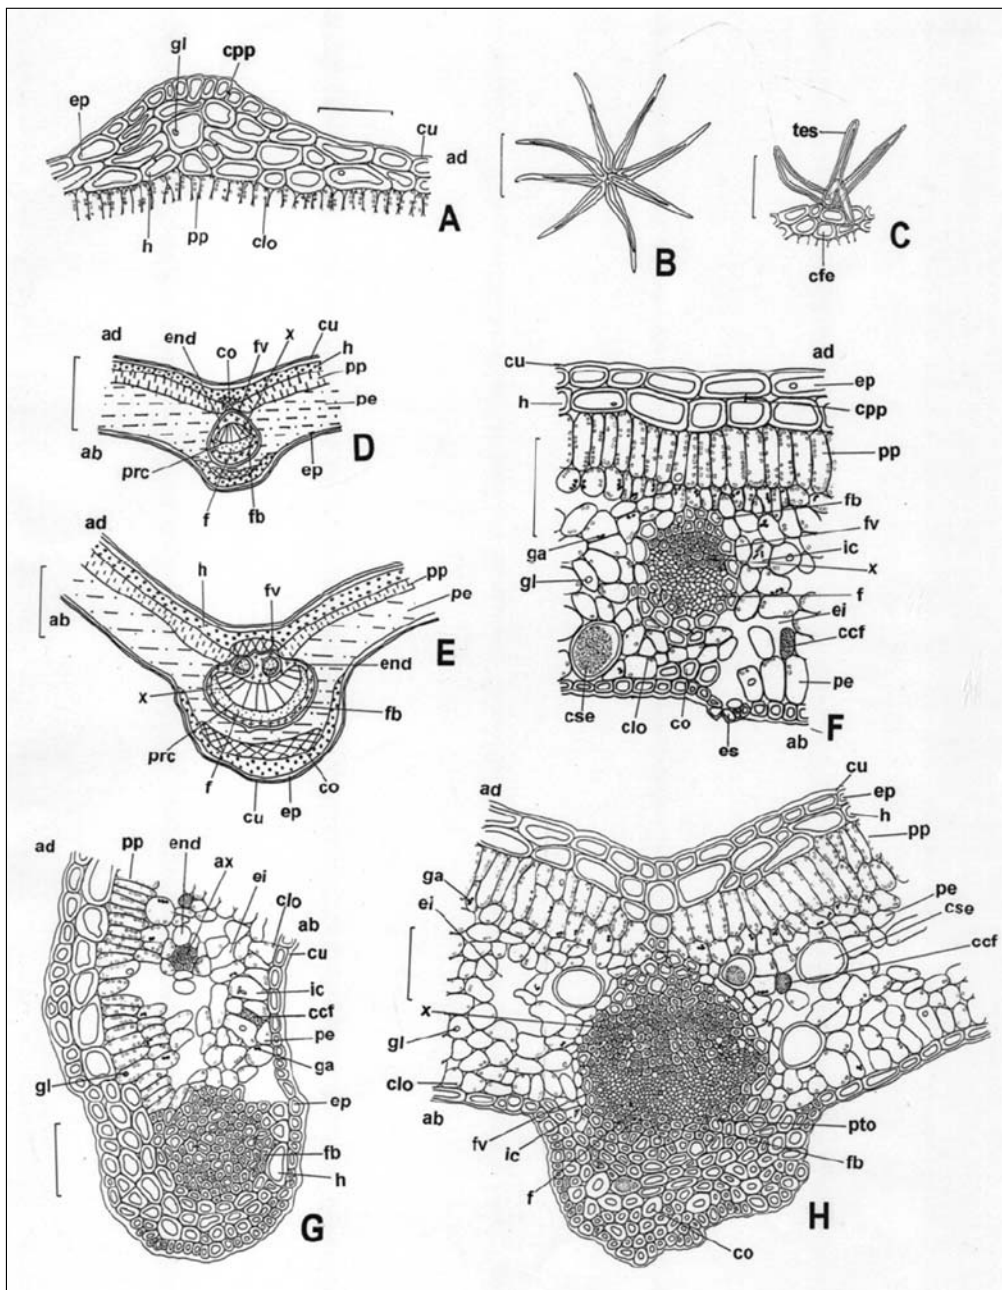 gl
cpp
ep
cu
ad
h
pp
clo
A
B
tes
cfe
C
ad
end
co
fv
x
cu
h
pp
pe
ab
prc
f
fb
ep
D
ad
h
fv
pp
pe
ab
E
end
x
fb
prc
f
cu
ep
co
ad
cu
ep
h
cpp
pp
fb
fv
ga
ic
x
gl
f
ei
ccf
pe
cse
clo
co
es
ab
F
ad
pp
end
ax
ei
clo
ab
cu
ic
ccf
pe
ga
gl
ep
fb
h
G
ad
cu
ep
h
pp
ga
ei
pe
cse
ccf
x
gl
clo
ab
fv
ic
pto
fb
f
co
H